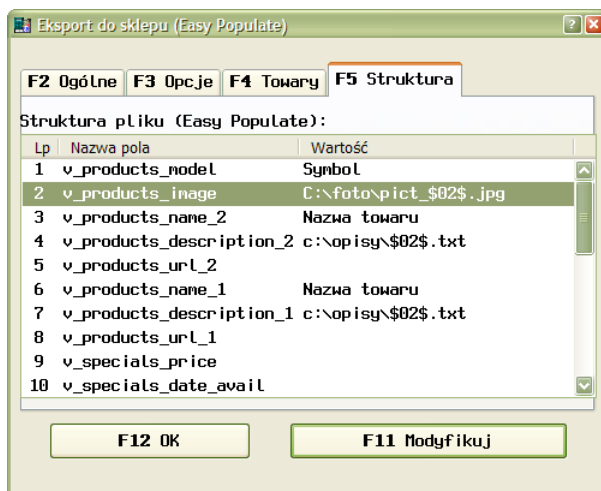 Eksport do sklepu (Easy Populate)
F2 Ogólne F3 Opcje F4 Towary F5 Struktura
Struktura pliku (Easy Populate):
Lp Nazwa pola Wartość
1 v_products_model Symbol
2 v_products_image C:\foto\pict_$02$.jpg
3 v_products_name_2 Nazwa towaru
4 v_products_description_2 c:\opisy\$02$.txt
5 v_products_url_2
6 v_products_name_1 Nazwa towaru
7 v_products_description_1 c:\opisy\$02$.txt
8 v_products_url_1
9 v_specials_price
10 v_specials_date_avail
F12 OK F11 Modyfikuj